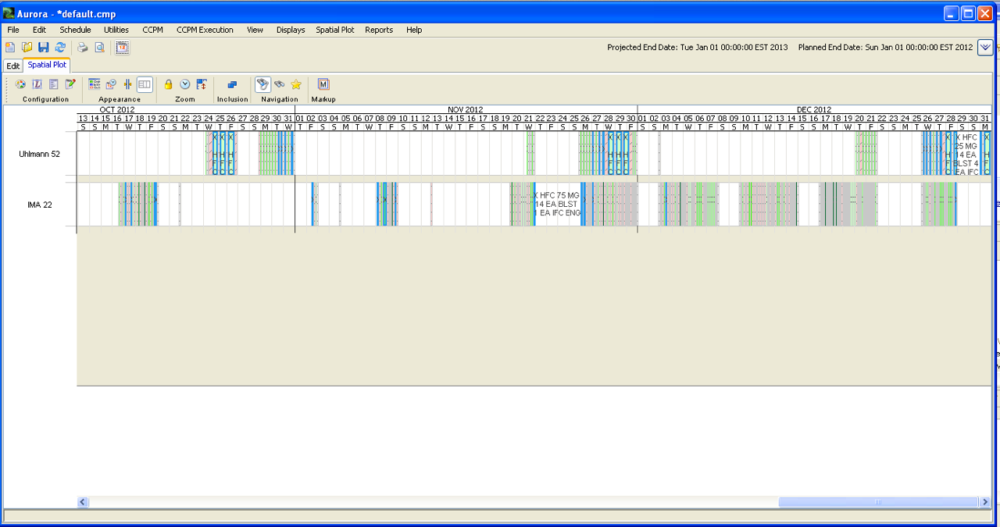 Aurora - *default.cmp
File Edit Schedule Utilities CCPM CCPM Execution View Displays Spatial Plot Reports Help
Projected End Date: Tue Jan 01 00:00:00 EST 2013 Planned End Date: Sun Jan 01 00:00:00 EST 2012
Edit Spatial Plot
M
Configuration Appearance Zoom Inclusion Navigation Markup
OCT 2012 NOV 2012 DEC 2012
13 14 15 16 17 18 19 20 21 22 23 24 25 26 27 28 29 30 31 01 02 03 04 05 06 07 08 09 10 11 12 13 14 15 16 17 18 19 20 21 22 23 24 25 26 27 28 29 30 01 02 03 04 05 06 07 08 09 10 11 12 13 14 15 16 17 18 19 20 21 22 23 24 25 26 27 28 29 30 31
S S M T W T F S S M T W T F S S M T W T F S S M T W T F S S M T W T F S S M T W T F S S M T W T F S S M T W T F S S M T W T F S S M T W T F S S M T W T F S S M
Uhlmann 52
X HFC
25 MG
14 EA
BLST 4
EA IFC
IMA 22
X HFC 75 MG
14 EA BLST
1 EA IFC ENG